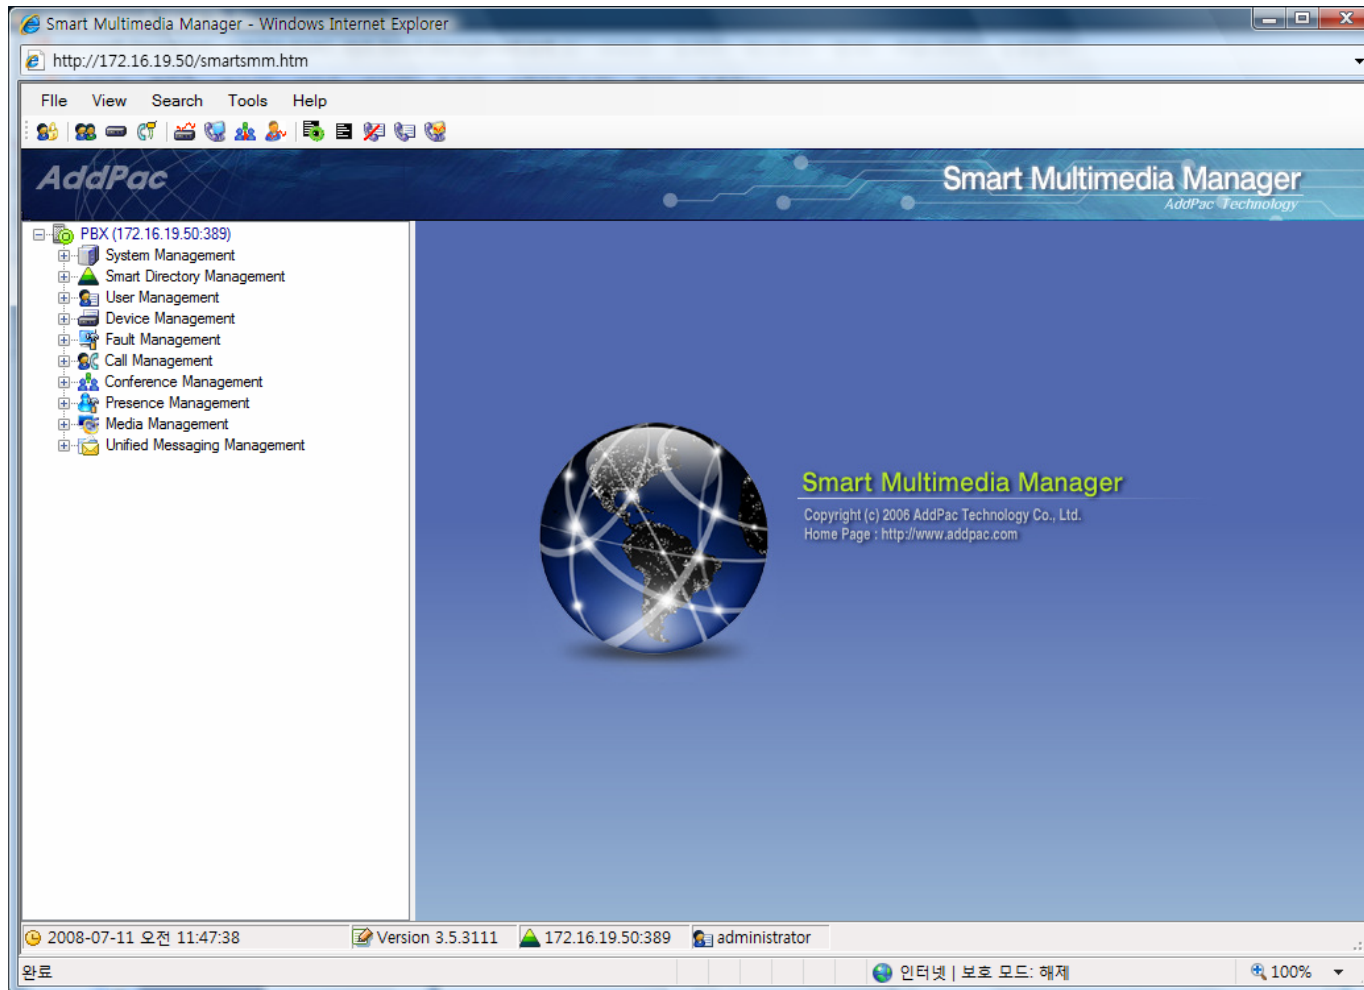 Smart Multimedia Manager - Windows Internet Explorer
http://172.16.19.50/smartsmm.htm
FIle View Search Tools Help
AddPac
Smart Multimedia Manager
AddPac Technology
PBX (172.16.19.50:389)
System Management
Smart Directory Management
User Management
Device Management
Fault Management
Call Management
Conference Management
Presence Management
Media Management
Unified Messaging Management
Smart Multimedia Manager
Copyright (c) 2006 AddPac Technology Co., Ltd.
Home Page : http://www.addpac.com
2008-07-11 오전 11:47:38 Version 3.5.3111 172.16.19.50:389 administrator
완료 인터넷 | 보호 모드: 해제 100%